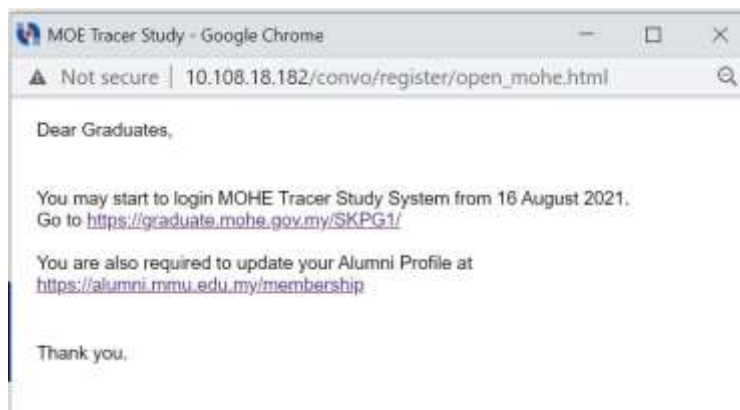 MOE Tracer Study - Google Chrome
Not secure | 10.108.18.182/convo/register/open_mohe.html
Dear Graduates,
You may start to login MOHE Tracer Study System from 16 August 2021.
Go to https://graduate.mohe.gov.my/SKPG1/
You are also required to update your Alumni Profile at
https://alumni.mmu.edu.my/membership
Thank you.